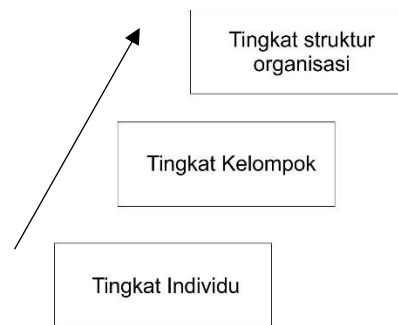 Tingkat struktur
organisasi
Tingkat Kelompok
Tingkat Individu